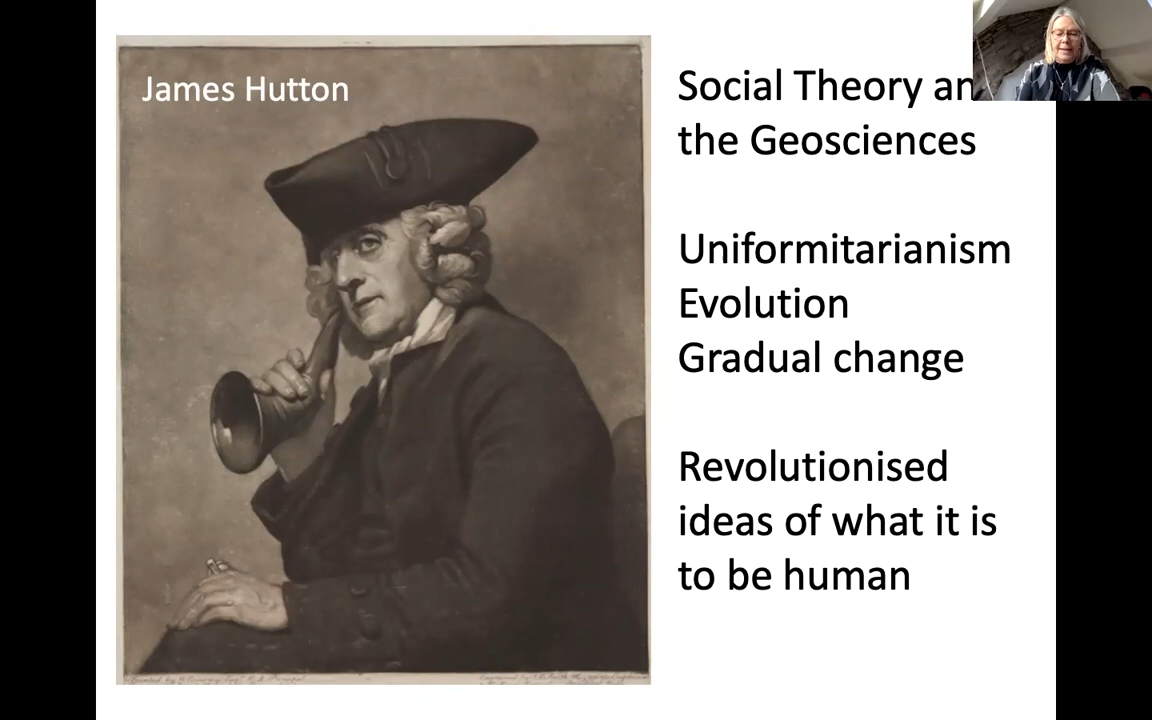 James Hutton
Social Theory an
the Geosciences
Uniformitarianism
Evolution
Gradual change
Revolutionised
ideas of what it is
to be human